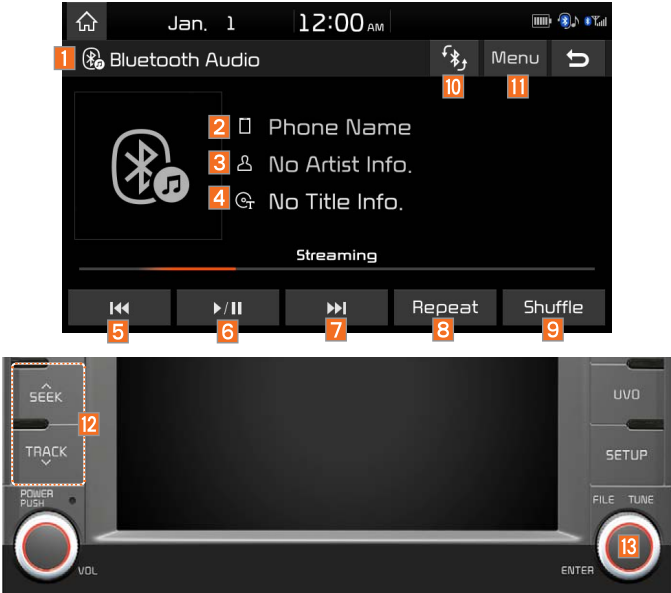 Jan. 1 12:00 AM
1 Bluetooth Audio 10 Menu 11
2 Phone Name
3 No Artist Info.
4 No Title Info.
Streaming
Repeat Shuffle
5 6 7 8 9
SEEK
12
TRACK
UVO
SETUP
POWER
PUSH
VOL
FILE TUNE
13
ENTER